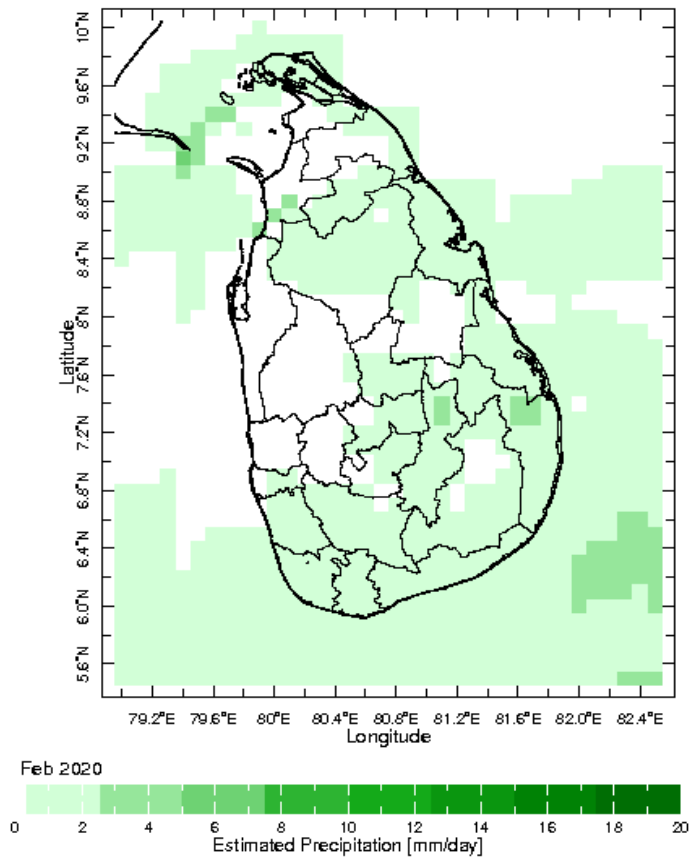 10°N
9.6°N
9.2°N
8.8°N
8.4°N
8°N
7.6°N
7.2°N
6.8°N
6.4°N
6.0°N
5.6°N
Latitude
79.2°E 79.6°E 80°E 80.4°E 80.8°E 81.2°E 81.6°E 82.0°E 82.4°E
Longitude
Feb 2020
0 2 4 6 8 10 12 14 16 18 20
Estimated Precipitation [mm/day]